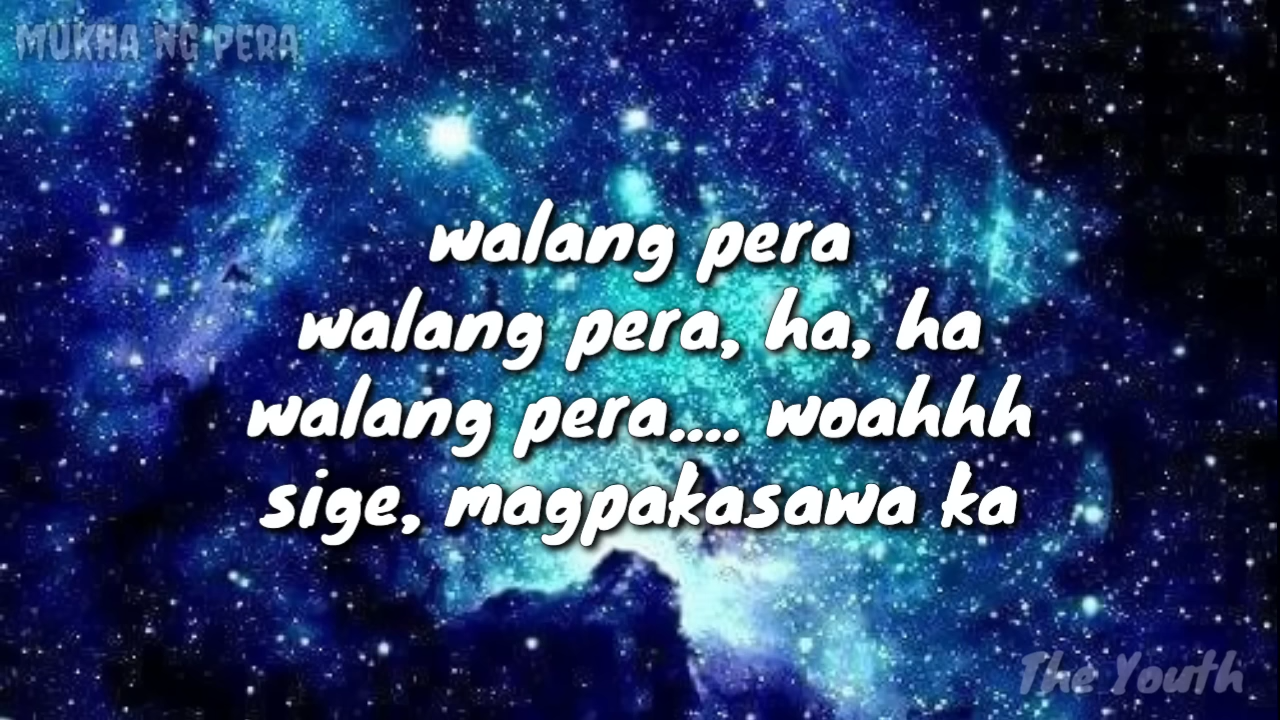 MUKHA NG PERA
walang pera
walang pera, ha, ha
walang pera.... woahhh
sige, magpakasawa ka
The Youth